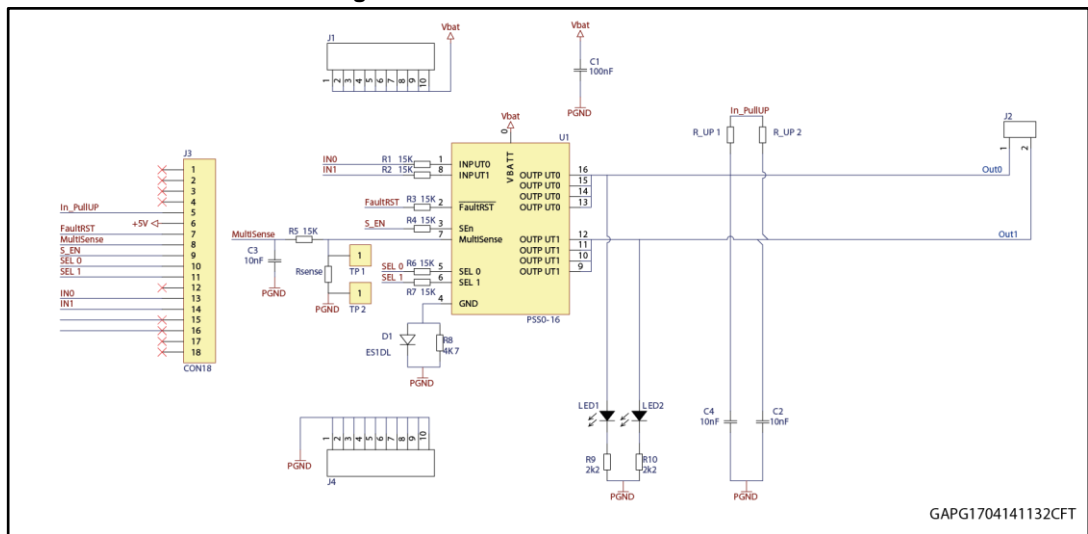 Vbat
J1
1 2 3 4 5 6 7 8 9 10
Vbat
C1
100nF
PGND
In_PullUP
R_UP 1
R_UP 2
J2
1
2
Out0
Out1
Vbat
0
U1
VBATT
IN0
R1 15K
1
INPUT0
IN1
R2 15K
8
INPUT1
FaultRST
R3 15K
2
FaultRST
S_EN
R4 15K
3
SEn
MultiSense
R5 15K
7
MultiSense
SEL 0
R6 15K
5
SEL 0
SEL 1
R7 15K
6
SEL 1
4
GND
OUTP UT0
16
OUTP UT0
15
OUTP UT0
14
OUTP UT0
13
OUTP UT1
12
OUTP UT1
11
OUTP UT1
10
OUTP UT1
9
PSS0-16
C3
10nF
PGND
Rsense
PGND
1
TP1
1
TP2
D1
ES1DL
R8
4K7
PGND
J3
1
2
3
4
In_PullUP
5
+5V
6
FaultRST
7
MultiSense
8
S_EN
9
SEL 0
10
SEL 1
11
12
IN0
13
IN1
14
15
16
17
18
CON18
1 2 3 4 5 6 7 8 9 10
PGND
J4
LED1
LED2
R9
2k2
R10
2k2
PGND
C4
10nF
C2
10nF
PGND
GAPG1704141132CFT